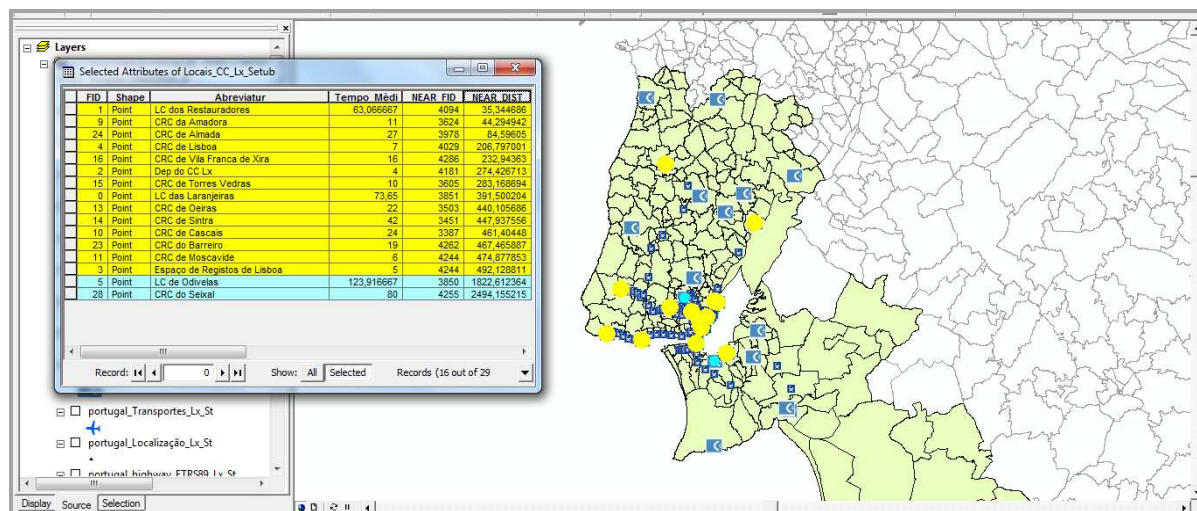 Layers
Selected Attributes of Locais_CC_Lx_Setub
FID Shape Abreviatur Tempo_Mèdi NEAR_FID NEAR_DIST
1 Point LC dos Restauradores 63,066667 4094 35,344686
9 Point CRC da Amadora 11 3624 44,294942
24 Point CRC de Almada 27 3978 84,59605
4 Point CRC de Lisboa 7 4029 206,797001
16 Point CRC de Vila Franca de Xira 16 4286 232,94363
2 Point Dep do CC Lx 4 4181 274,426713
15 Point CRC de Torres Vedras 10 3605 283,168694
0 Point LC das Laranjeiras 73,65 3851 391,500204
13 Point CRC de Oeiras 22 3503 440,105686
14 Point CRC de Sintra 42 3451 447,937556
10 Point CRC de Cascais 24 3387 461,40448
23 Point CRC do Barreiro 19 4262 467,465887
11 Point CRC de Moscavide 6 4244 474,877853
3 Point Espaço de Registos de Lisboa 5 4244 492,128811
5 Point LC de Odivelas 123,916667 3850 1822,612364
28 Point CRC do Seixal 80 4255 2494,155215
Record: 0 Show: All Selected Records (16 out of 29
portugal_Transportes_Lx_St
portugal_Localização_Lx_St
portugal_highway_ETRS89_Lx_St
Display Source Selection